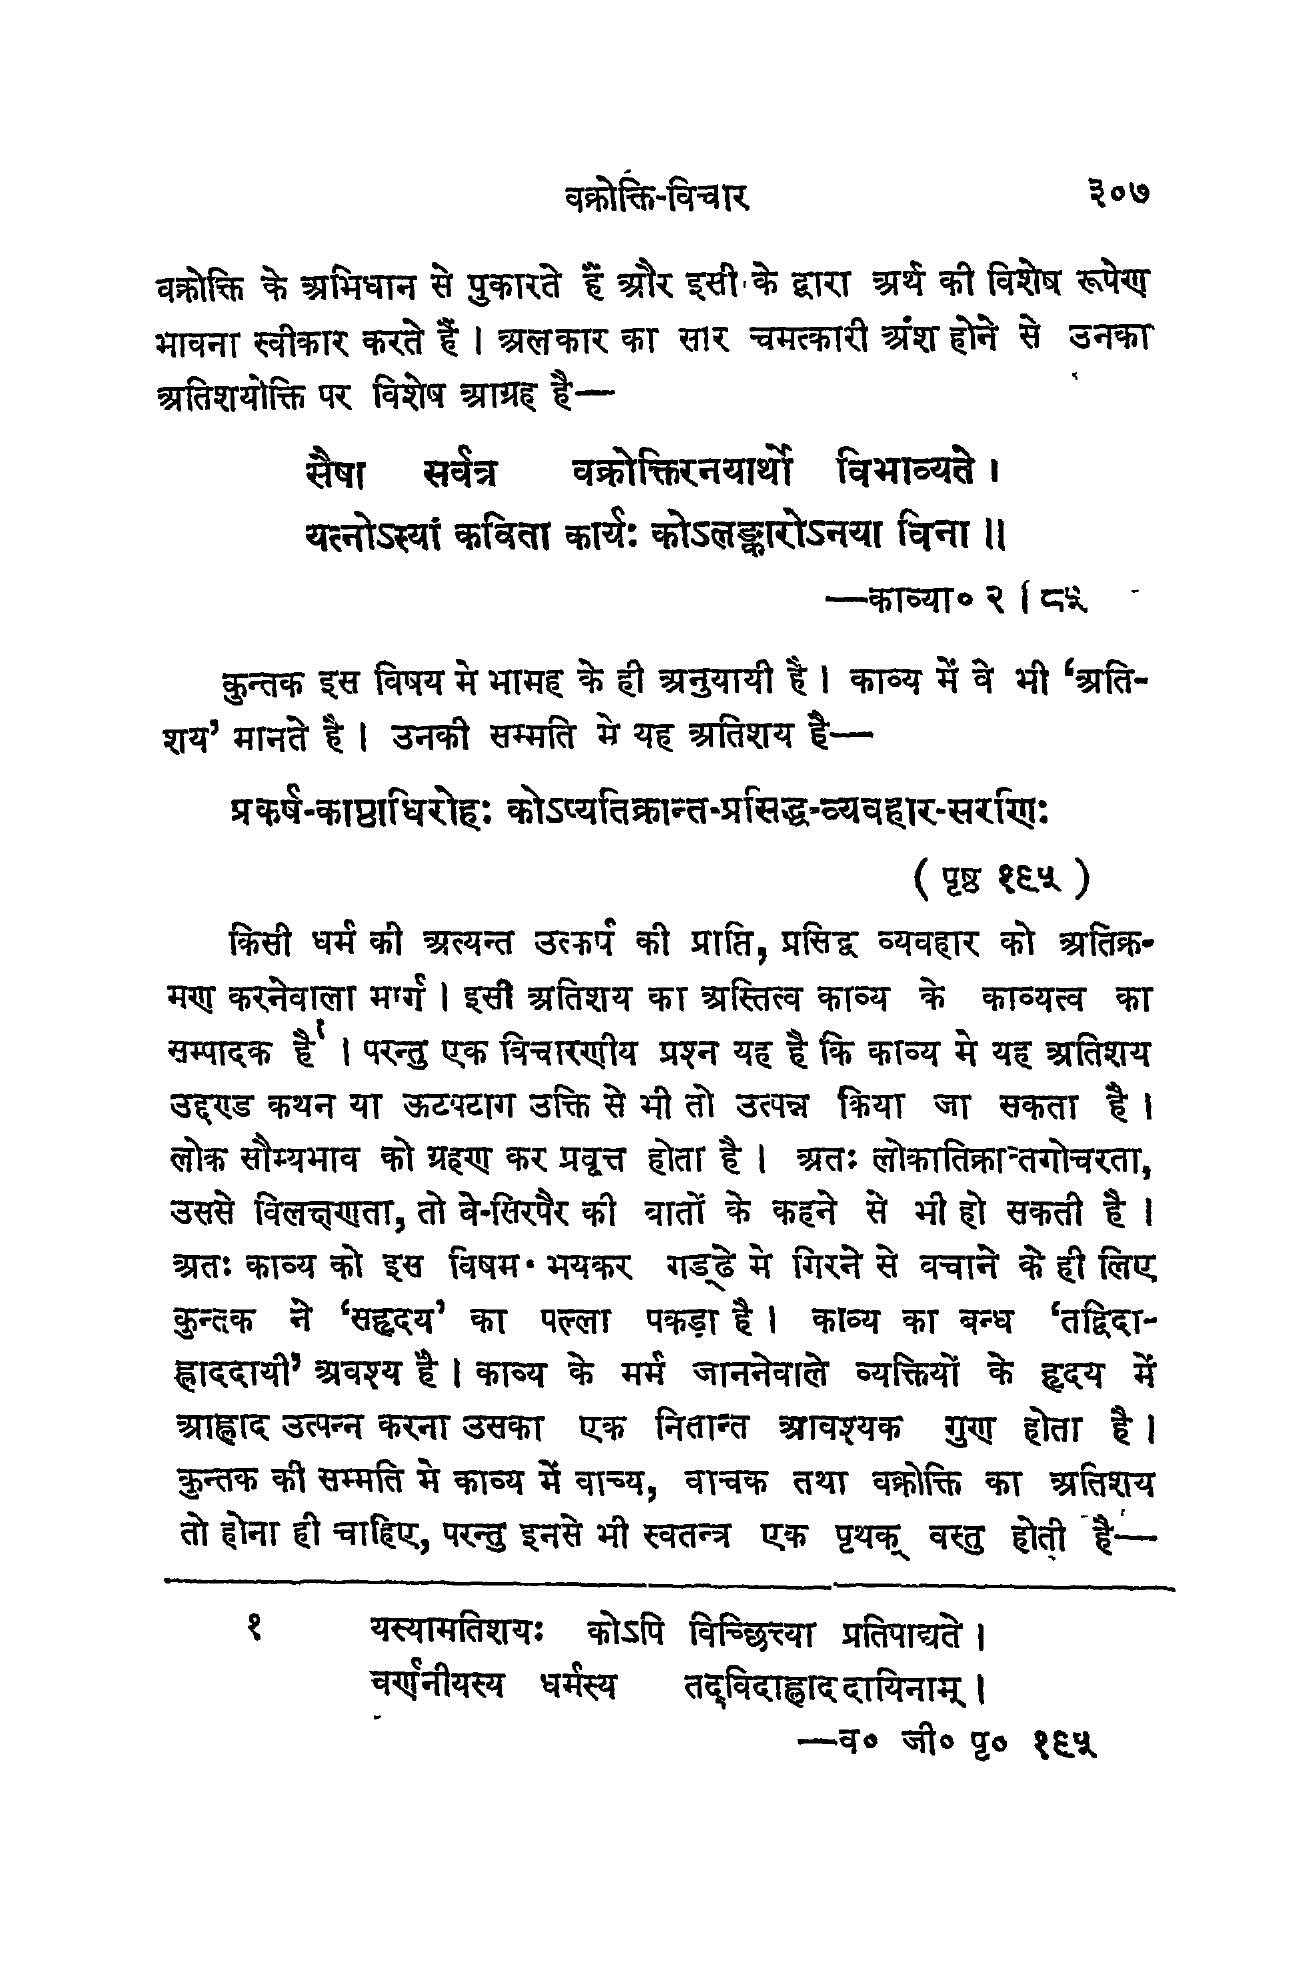 वक्रोक्ति-विचार ३०७
वक्रोक्ति के अभिधान से पुकारते हैं और इसी के द्वारा अर्थ की विशेष रूपेण
भावना स्वीकार करते हैं । अलकार का सार चमत्कारी अंश होने से उनका
अतिशयोक्ति पर विशेष आग्रह है—
सैषा सर्वत्र वक्रोक्तिरनयार्थो विभाव्यते ।
यत्नोऽस्यां कविता कार्यः कोऽलङ्कारोऽनया विना ॥
—काव्या० २ । ८५
कुन्तक इस विषय मे भामह के ही अनुयायी है । काव्य में वे भी ‘अति-
शय’ मानते है । उनकी सम्मति मे यह अतिशय है—
प्रकर्ष-काष्ठाधिरोहः कोऽप्यतिक्रान्त-प्रसिद्ध-व्यवहार-सरणिः
( पृष्ठ १९५ )
किसी धर्म की अत्यन्त उत्कर्ष की प्राप्ति, प्रसिद्ध व्यवहार को अतिक्र-
मण करनेवाला मार्ग । इसी अतिशय का अस्तित्व काव्य के काव्यत्व का
सम्पादक है१ । परन्तु एक विचारणीय प्रश्न यह है कि काव्य मे यह अतिशय
उद्दण्ड कथन या ऊटपटाग उक्ति से भी तो उत्पन्न किया जा सकता है ।
लोक सौम्यभाव को ग्रहण कर प्रवृत्त होता है । अतः लोकातिक्रान्तगोचरता,
उससे विलक्षणता, तो बे-सिरपैर की बातों के कहने से भी हो सकती है ।
अतः काव्य को इस विषम भयकर गड्ढे मे गिरने से बचाने के ही लिए
कुन्तक ने ‘सहृदय’ का पल्ला पकड़ा है । काव्य का बन्ध ‘तद्विदा-
ह्लाददायी’ अवश्य है । काव्य के मर्म जाननेवाले व्यक्तियों के हृदय में
आह्लाद उत्पन्न करना उसका एक नितान्त आवश्यक गुण होता है ।
कुन्तक की सम्मति मे काव्य में वाच्य, वाचक तथा वक्रोक्ति का अतिशय
तो होना ही चाहिए, परन्तु इनसे भी स्वतन्त्र एक पृथक् वस्तु होती है—
१ यस्यामतिशयः कोऽपि विच्छित्त्या प्रतिपाद्यते ।
वर्णनीयस्य धर्मस्य तद्विदाह्लाददायिनाम् ।
—व० जी० पृ० १९५